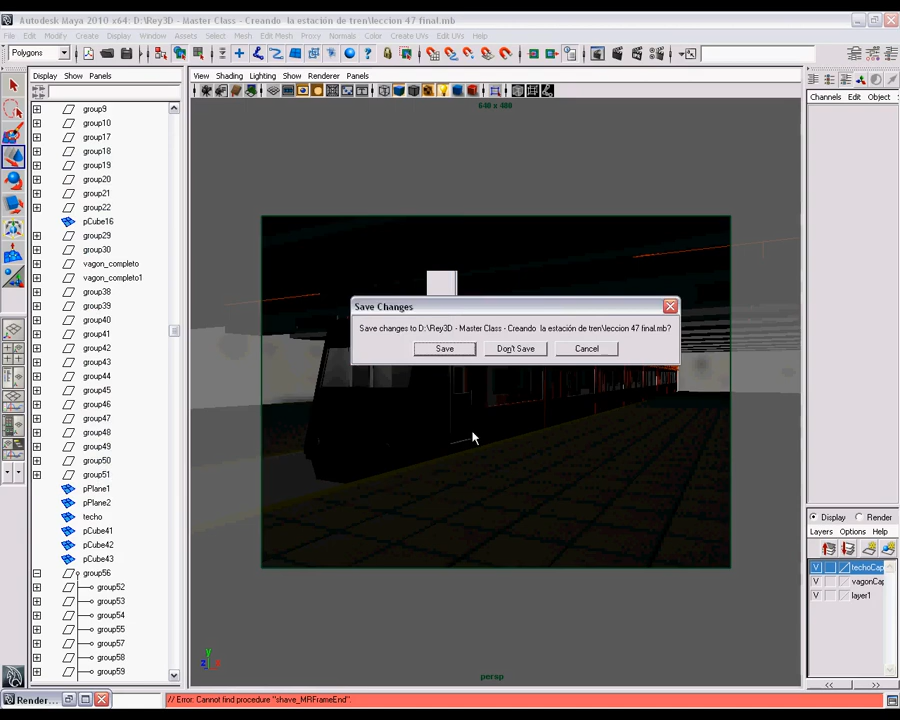 Autodesk Maya 2010 x64: D:\Rey3D - Master Class - Creando la estación de tren\leccion 47 final.mb
File Edit Modify Create Display Window Assets Select Mesh Edit Mesh Proxy Normals Color Create UVs Edit UVs Help
Polygons
Display Show Panels
View Shading Lighting Show Renderer Panels
Channels Edit Object
640 x 480
group9
group10
group17
group18
group19
group20
group21
group22
pCube16
group29
group30
vagon_completo
vagon_completo1
group38
group39
group40
group41
group42
group43
group44
group45
group46
group47
group48
group49
group50
group51
pPlane1
pPlane2
techo
pCube41
pCube42
pCube43
group56
group52
group53
group54
group55
group57
group58
group59
Save Changes
Save changes to D:\Rey3D - Master Class - Creando la estación de tren\leccion 47 final.mb?
Save Don't Save Cancel
Display Render
Layers Options Help
V techoCap
V vagonCap
V layer1
y
z x
persp
<< >>
Render...
// Error: Cannot find procedure "shave_MRFrameEnd".